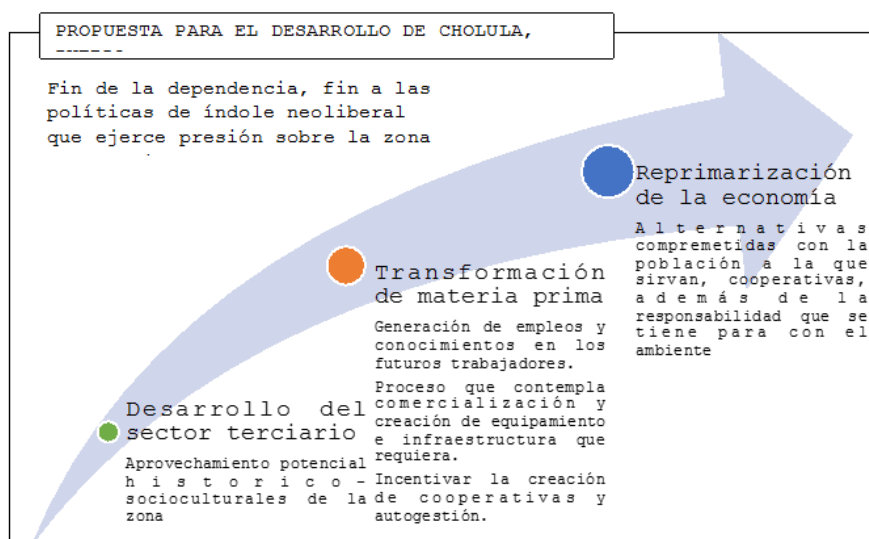 PROPUESTA PARA EL DESARROLLO DE CHOLULA,
Fin de la dependencia, fin a las
políticas de índole neoliberal
que ejerce presión sobre la zona
Desarrollo del
sector terciario
Aprovechamiento potencial
historico-
socioculturales de la
zona
Transformación
de materia prima
Generación de empleos y
conocimientos en los
futuros trabajadores.
Proceso que contempla
comercialización y
creación de equipamiento
e infraestructura que
requiera.
Incentivar la creación
de cooperativas y
autogestión.
Reprimarización
de la economía
Alternativas
compremetidas con la
población a la que
sirvan, cooperativas,
además de la
responsabilidad que se
tiene para con el
ambiente